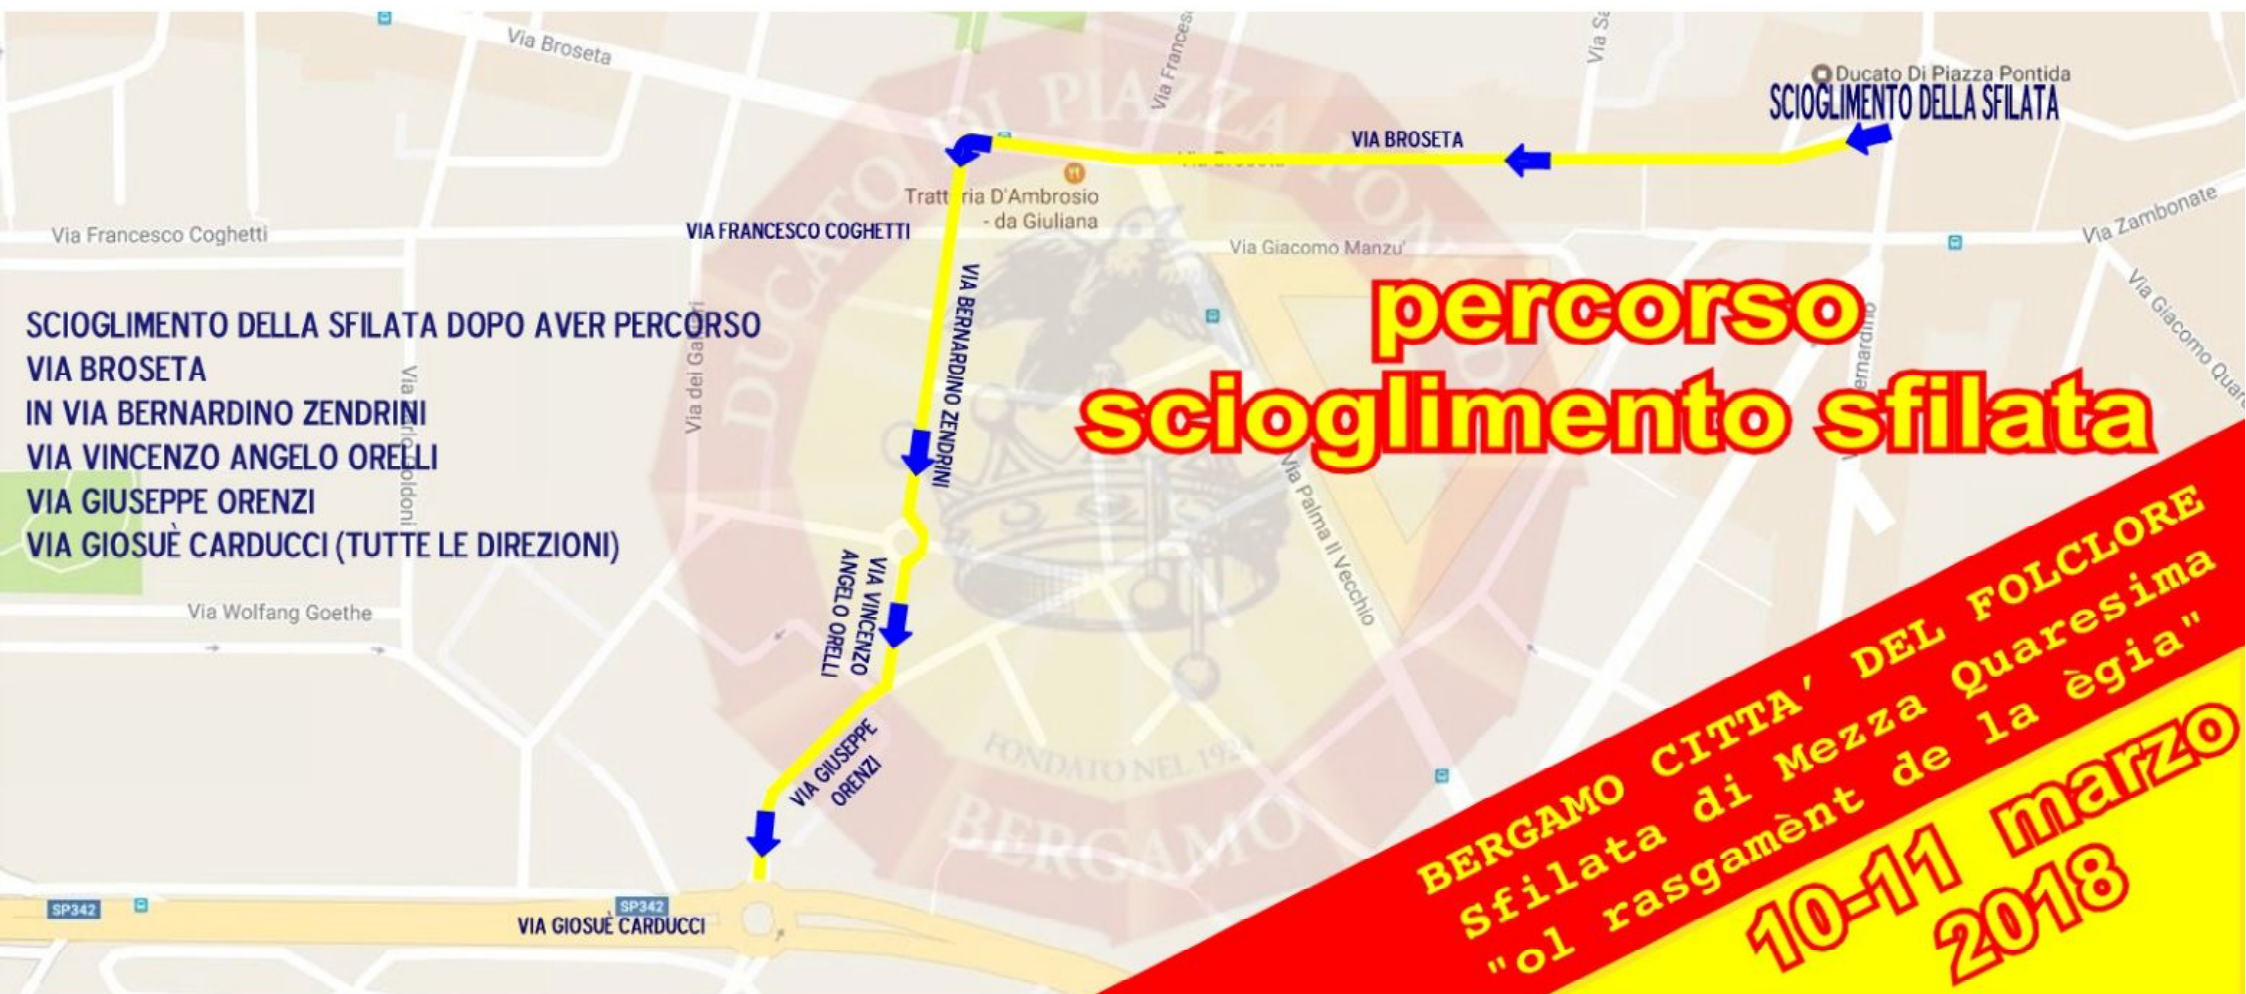 Via Broseta
Via Frances
Via Sa
Ducato Di Piazza Pontida
SCIOGLIMENTO DELLA SFILATA
VIA BROSETA
Via Broseta
Trattoria D'Ambrosio
- da Giuliana
Via Zambonate
Via Francesco Coghetti
VIA FRANCESCO COGHETTI
Via Giacomo Manzu'
DUCATO DI PIAZZA PONTIDA
VIA BERNARDINO ZENDRINI
Via Giacomo Quar
SCIOGLIMENTO DELLA SFILATA DOPO AVER PERCORSO
VIA BROSETA
IN VIA BERNARDINO ZENDRINI
VIA VINCENZO ANGELO ORELLI
VIA GIUSEPPE ORENZI
VIA GIOSUÈ CARDUCCI (TUTTE LE DIREZIONI)
percorso
scioglimento sfilata
Via Palma Il Vecchio
Via Wolfang Goethe
VIA VINCENZO
ANGELO ORELLI
VIA GIUSEPPE
ORENZI
FONDATO NEL 1924
BERGAMO
SP342
SP342
VIA GIOSUÈ CARDUCCI
BERGAMO CITTA' DEL FOLCLORE
Sfilata di Mezza Quaresima
"ol rasgamènt de la ègia"
10-11 marzo
2018